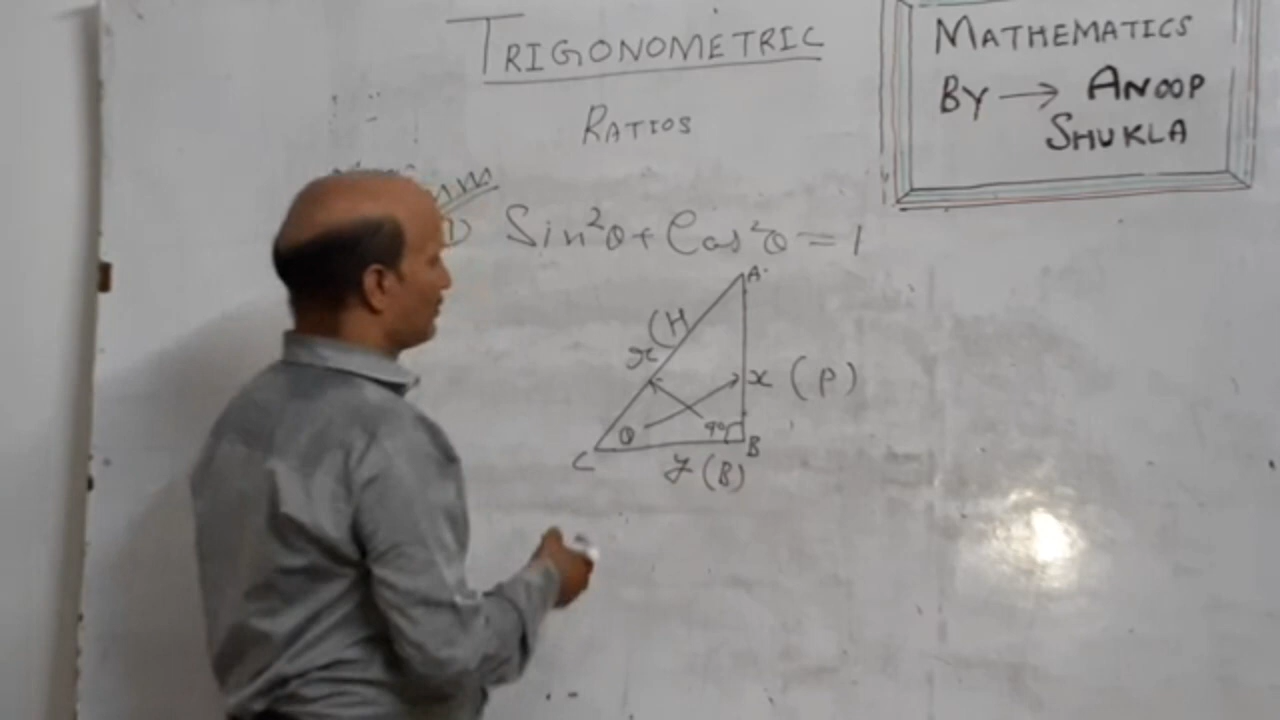 TRIGONOMETRIC
RATIOS
MATHEMATICS
BY → ANOOP
SHUKLA
1) Sin²θ + Cos²θ = 1
A
(H
x (P)
θ
90
C
B
y (B)